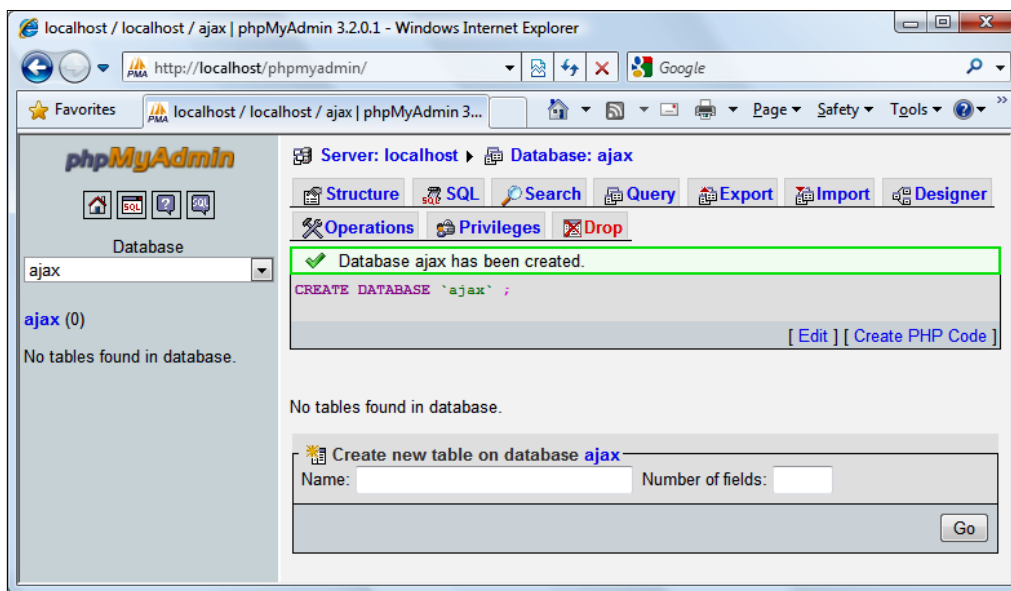 localhost / localhost / ajax | phpMyAdmin 3.2.0.1 - Windows Internet Explorer
PMA http://localhost/phpmyadmin/ Google
Favorites PMA localhost / localhost / ajax | phpMyAdmin 3... Page Safety Tools
phpMyAdmin
SQL ? SQL
Database
ajax
ajax (0)
No tables found in database.
Server: localhost Database: ajax
Structure SQL Search Query Export Import Designer
Operations Privileges Drop
Database ajax has been created.
CREATE DATABASE `ajax` ;
[ Edit ] [ Create PHP Code ]
No tables found in database.
Create new table on database ajax
Name: Number of fields:
Go